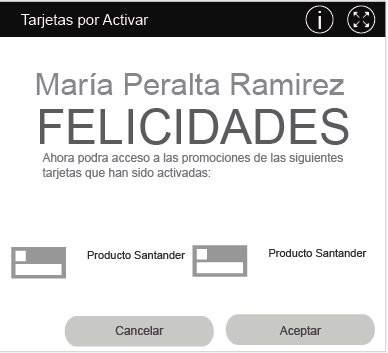 Tarjetas por Activar
i
María Peralta Ramirez
FELICIDADES
Ahora podra acceso a las promociones de las siguientes
tarjetas que han sido activadas:
Producto Santander
Producto Santander
Cancelar
Aceptar